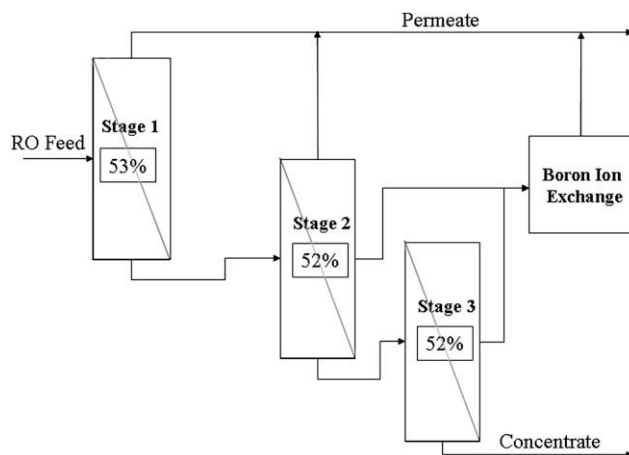 Permeate
Stage 1
RO Feed
53%
Boron Ion
Exchange
Stage 2
52%
Stage 3
52%
Concentrate